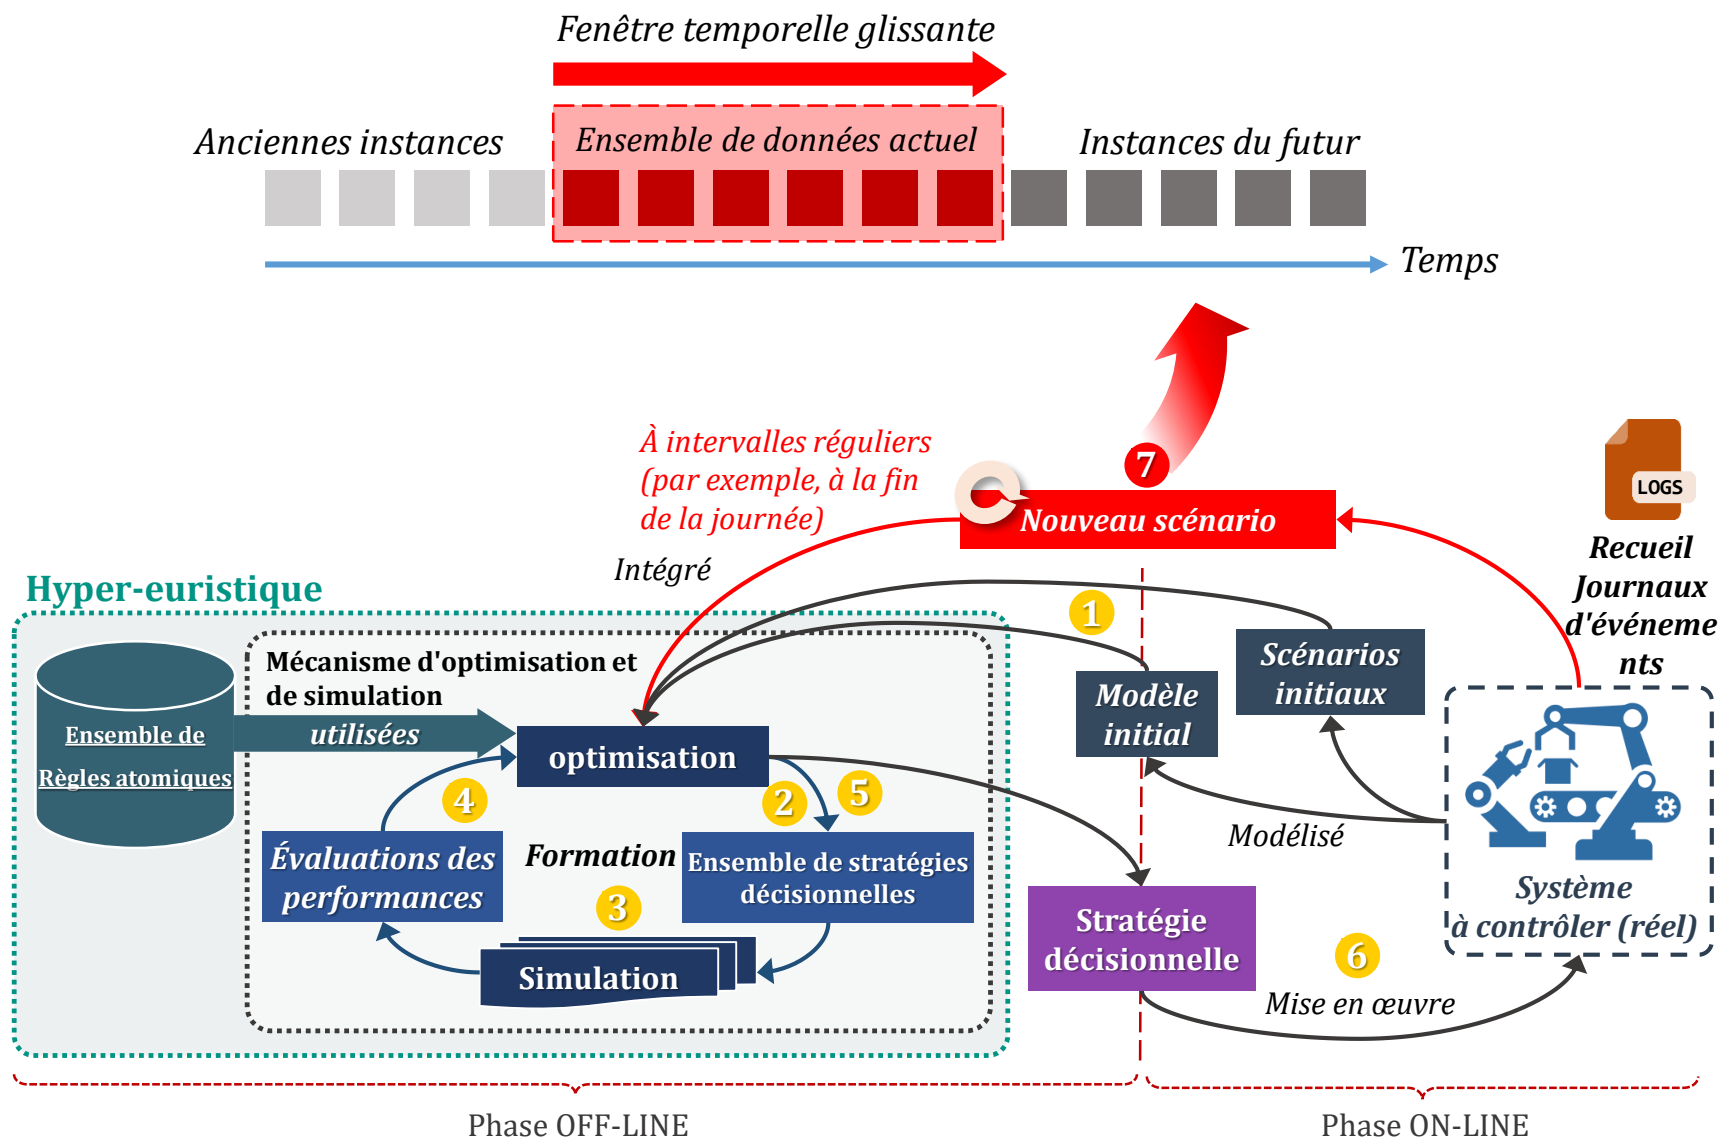 Fenêtre temporelle glissante
Anciennes instances
Ensemble de données actuel
Instances du futur
Temps
À intervalles réguliers
(par exemple, à la fin
de la journée)
7
Nouveau scénario
LOGS
Recueil
Journaux
d'événeme
nts
Intégré
Hyper-euristique
1
Scénarios
initiaux
Mécanisme d'optimisation et
de simulation
Modèle
initial
Ensemble de
Règles atomiques
utilisées
optimisation
4
2
5
Modélisé
Évaluations des
performances
Formation
3
Ensemble de stratégies
décisionnelles
Simulation
Stratégie
décisionnelle
6
Mise en œuvre
Système
à contrôler (réel)
Phase OFF-LINE
Phase ON-LINE